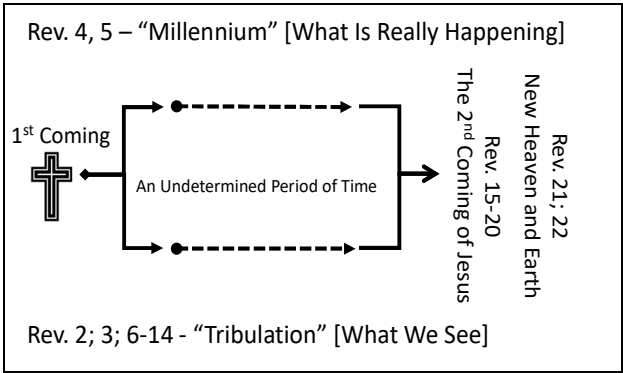 Rev. 4, 5 – “Millennium” [What Is Really Happening]
1st Coming
An Undetermined Period of Time
Rev. 15-20
The 2nd Coming of Jesus
Rev. 21; 22
New Heaven and Earth
Rev. 2; 3; 6-14 - “Tribulation” [What We See]